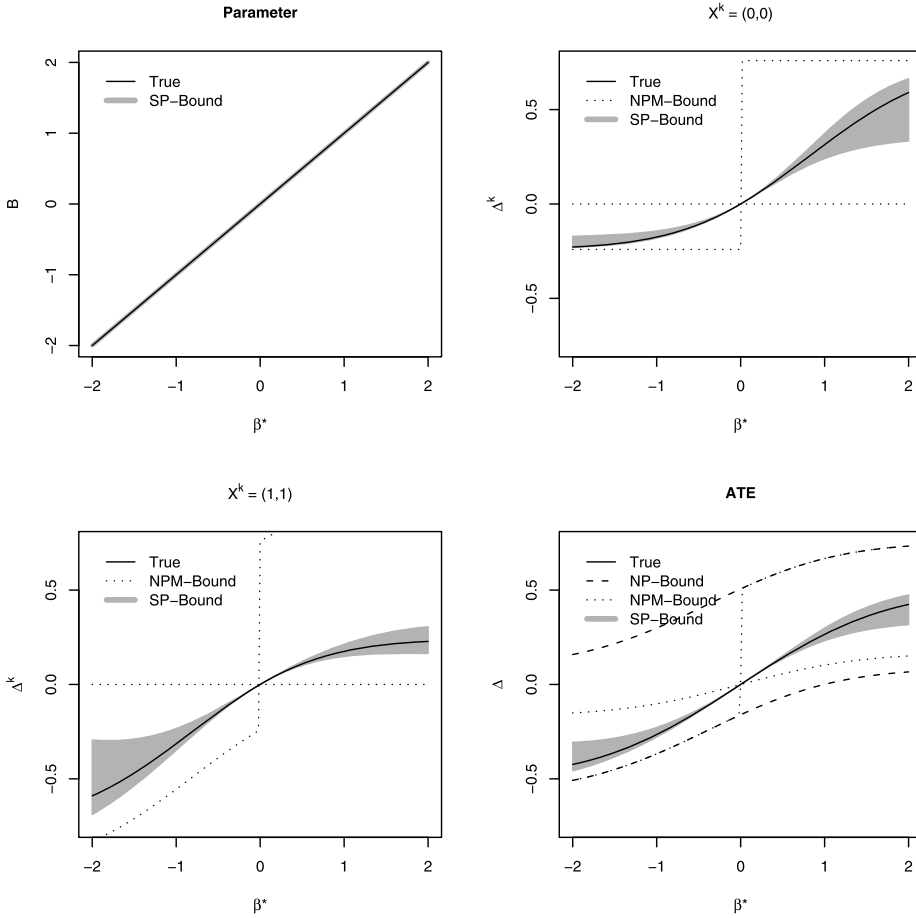 Parameter
True
SP−Bound
2
1
0
−1
−2
B
−2 −1 0 1 2
β*
X^k = (0,0)
True
NPM−Bound
SP−Bound
0.5
0.0
−0.5
Δ^k
−2 −1 0 1 2
β*
X^k = (1,1)
True
NPM−Bound
SP−Bound
0.5
0.0
−0.5
Δ^k
−2 −1 0 1 2
β*
ATE
True
NP−Bound
NPM−Bound
SP−Bound
0.5
0.0
−0.5
Δ
−2 −1 0 1 2
β*